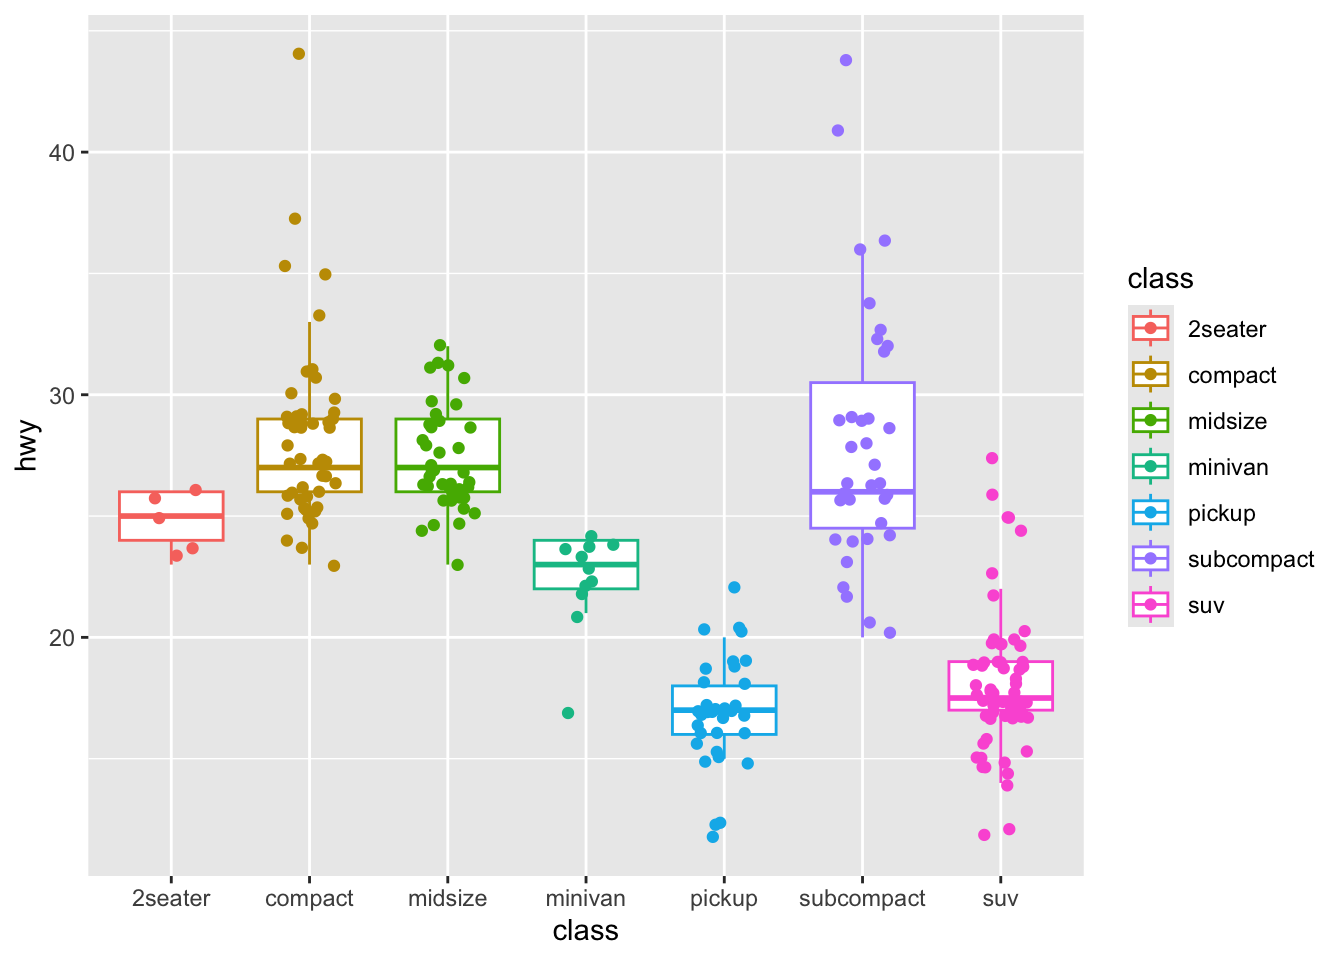 40
30
20
hwy
2seater compact midsize minivan pickup subcompact suv
class
class
2seater
compact
midsize
minivan
pickup
subcompact
suv